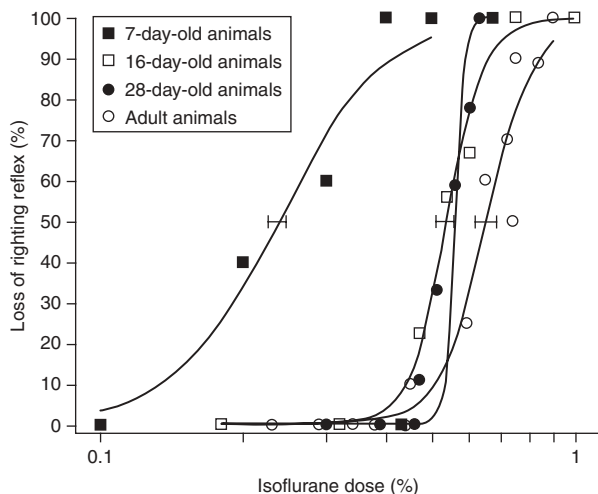 Loss of righting reflex (%)
100
90
80
70
60
50
40
30
20
10
0
7-day-old animals
16-day-old animals
28-day-old animals
Adult animals
0.1
1
Isoflurane dose (%)